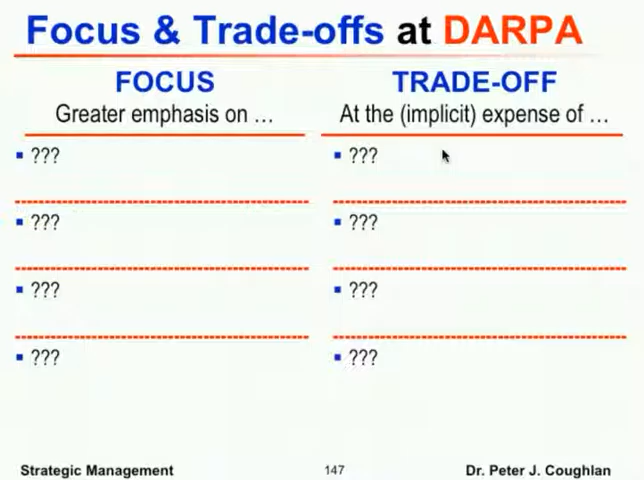 Focus & Trade-offs at DARPA
FOCUS
Greater emphasis on ...
TRADE-OFF
At the (implicit) expense of ...
▪ ???
▪ ???
▪ ???
▪ ???
▪ ???
▪ ???
▪ ???
▪ ???
Strategic Management
147
Dr. Peter J. Coughlan